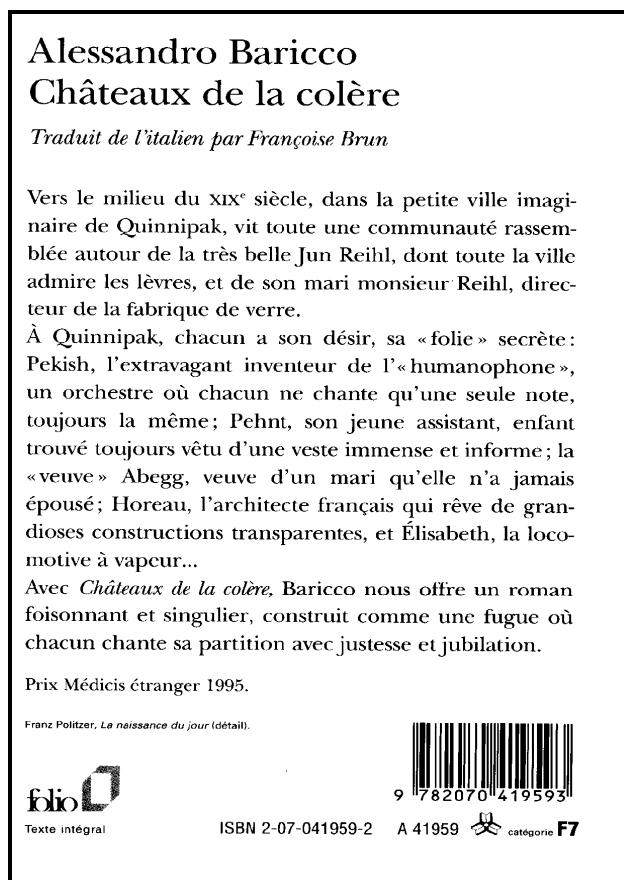 Alessandro Baricco
Châteaux de la colère
Traduit de l'italien par Françoise Brun
Vers le milieu du XIXe siècle, dans la petite ville imagi-
naire de Quinnipak, vit toute une communauté rassem-
blée autour de la très belle Jun Reihl, dont toute la ville
admire les lèvres, et de son mari monsieur Reihl, direc-
teur de la fabrique de verre.
À Quinnipak, chacun a son désir, sa « folie » secrète :
Pekish, l'extravagant inventeur de l'« humanophone »,
un orchestre où chacun ne chante qu'une seule note,
toujours la même ; Pehnt, son jeune assistant, enfant
trouvé toujours vêtu d'une veste immense et informe ; la
« veuve » Abegg, veuve d'un mari qu'elle n'a jamais
épousé ; Horeau, l'architecte français qui rêve de gran-
dioses constructions transparentes, et Élisabeth, la loco-
motive à vapeur...
Avec Châteaux de la colère, Baricco nous offre un roman
foisonnant et singulier, construit comme une fugue où
chacun chante sa partition avec justesse et jubilation.
Prix Médicis étranger 1995.
Franz Politzer, La naissance du jour (détail).
folio
Texte intégral
9 782070 419593
ISBN 2-07-041959-2 A 41959 catégorie F7